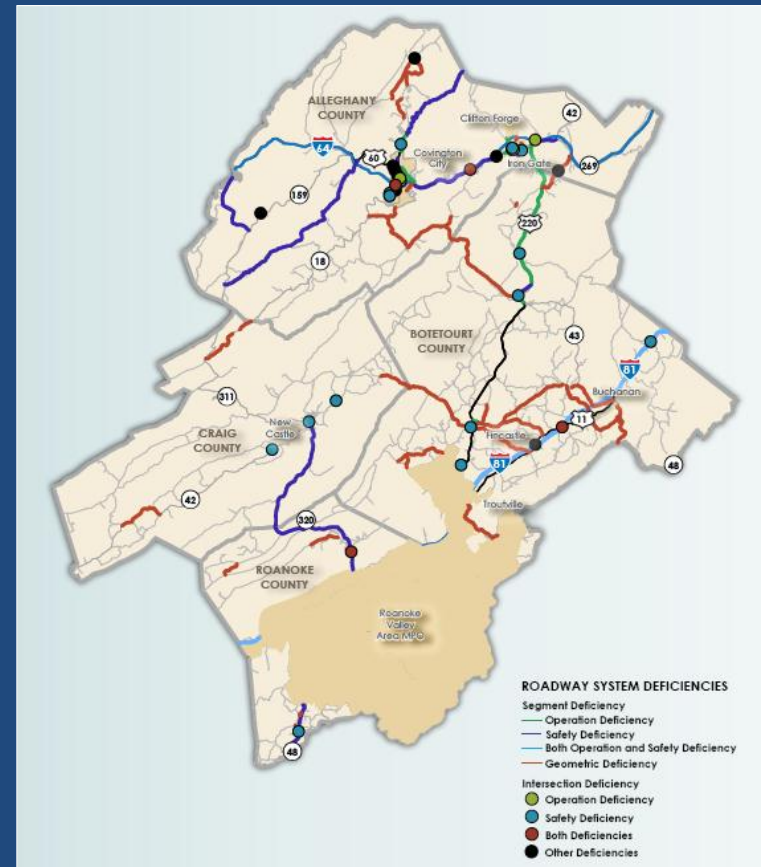 ALLEGHANY
COUNTY
Clifton Forge
42
64
60
Covington
City
Iron Gate
269
159
220
18
BOTETOURT
COUNTY
43
81
Buchanan
311
New
Castle
11
CRAIG
COUNTY
Fincastle
81
48
42
Troutville
320
ROANOKE
COUNTY
Roanoke
Valley
Area MPO
48
ROADWAY SYSTEM DEFICIENCIES
Segment Deficiency
Operation Deficiency
Safety Deficiency
Both Operation and Safety Deficiency
Geometric Deficiency
Intersection Deficiency
Operation Deficiency
Safety Deficiency
Both Deficiencies
Other Deficiencies